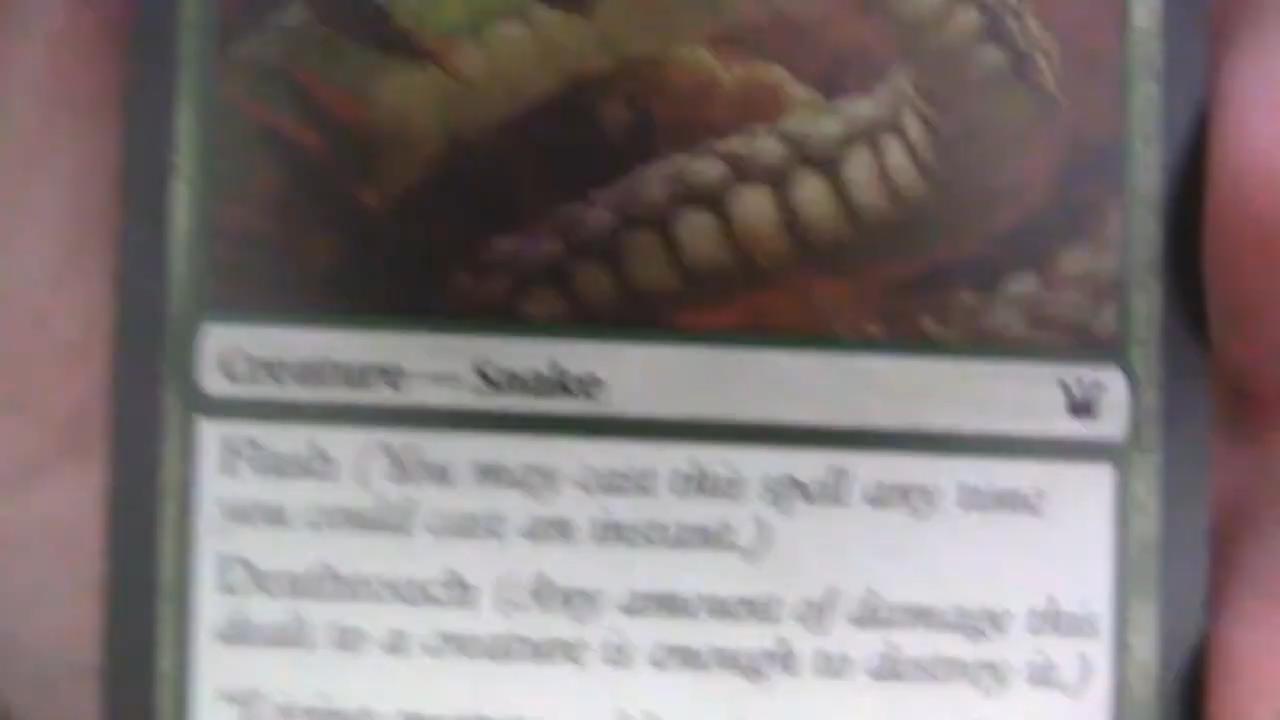 Creature — Snake
Flash (You may cast this spell any time
you could cast an instant.)
Deathtouch (Any amount of damage this
deals to a creature is enough to destroy it.)